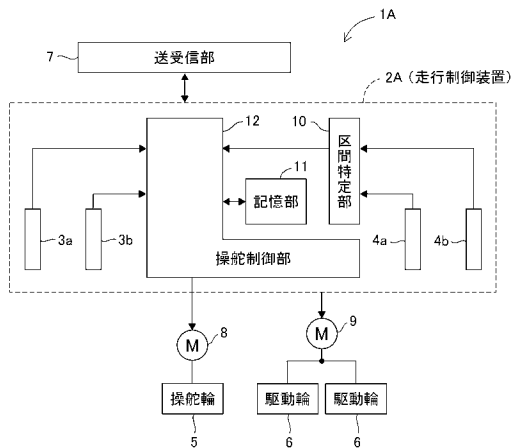 1A
7
送受信部
2A（走行制御装置）
12
10
区間特定部
11
記憶部
3a
3b
4a
4b
操舵制御部
M
8
M
9
操舵輪
駆動輪
駆動輪
5
6
6